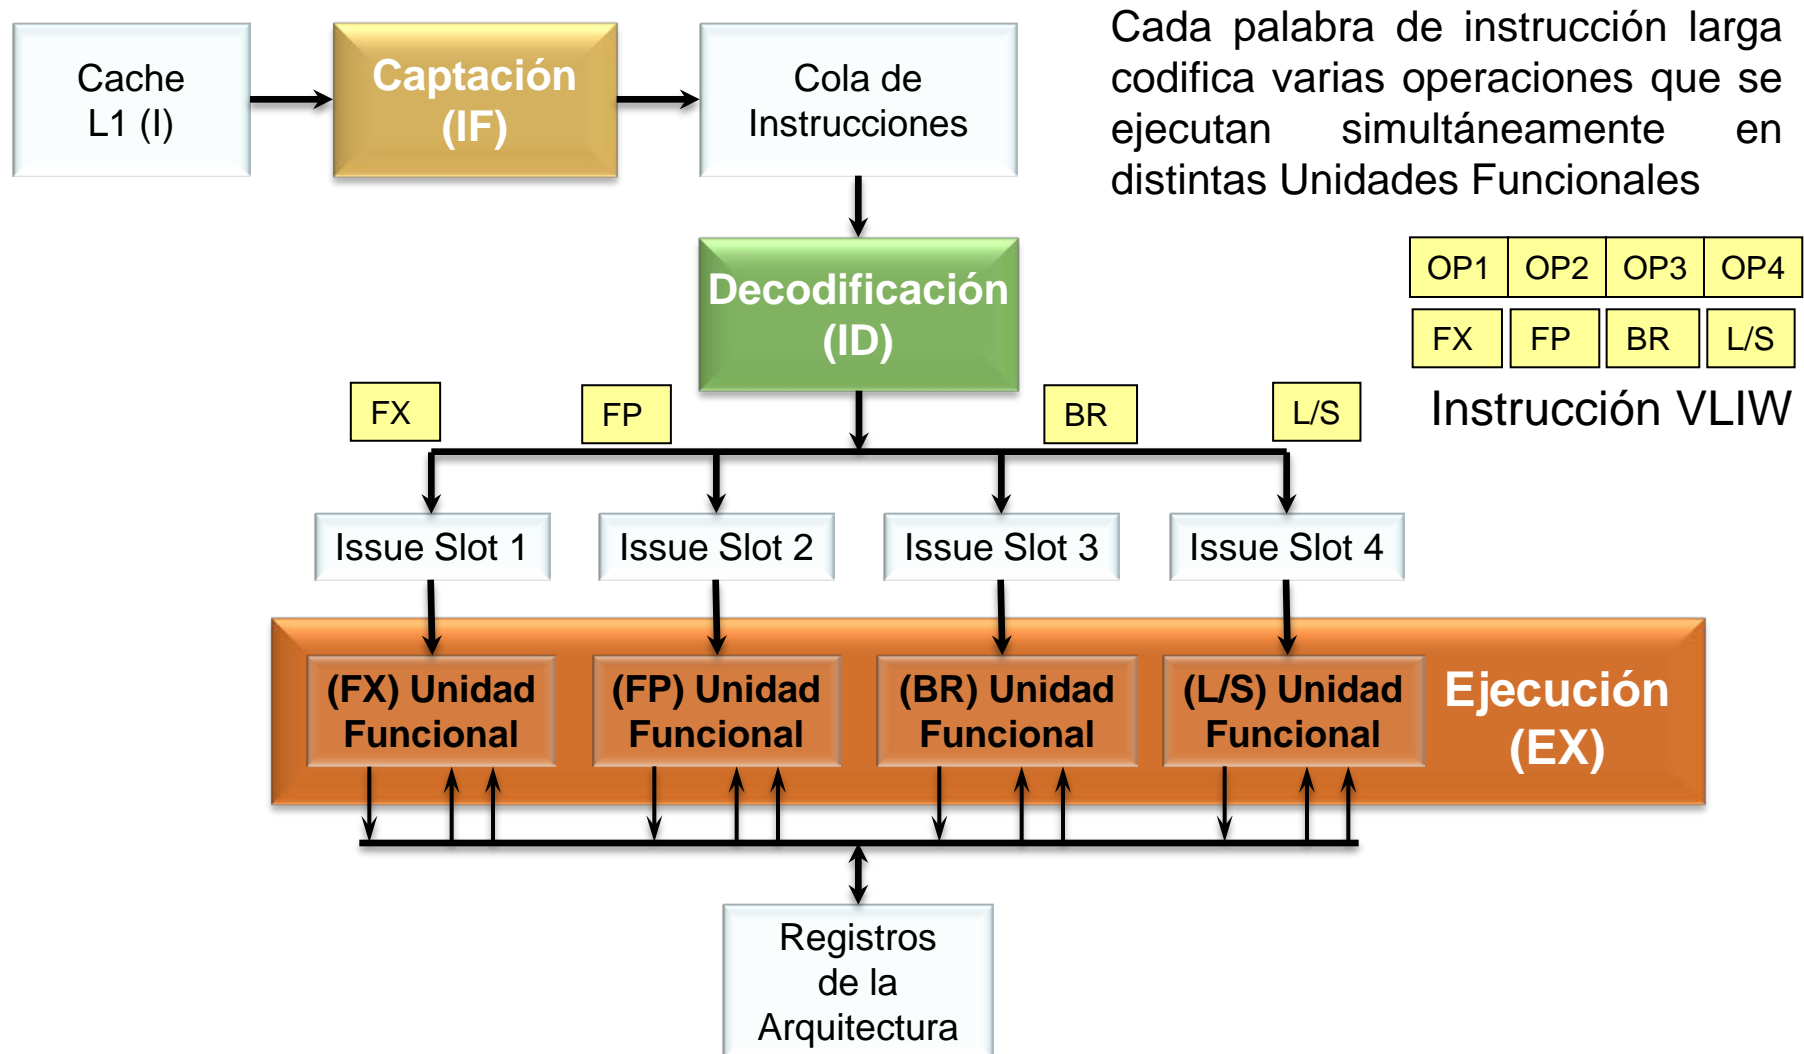 Cache
L1 (I)
Captación
(IF)
Cola de
Instrucciones
Cada palabra de instrucción larga
codifica varias operaciones que se
ejecutan simultáneamente en
distintas Unidades Funcionales
OP1 OP2 OP3 OP4
FX FP BR L/S
Instrucción VLIW
Decodificación
(ID)
FX FP BR L/S
Issue Slot 1 Issue Slot 2 Issue Slot 3 Issue Slot 4
(FX) Unidad
Funcional
(FP) Unidad
Funcional
(BR) Unidad
Funcional
(L/S) Unidad
Funcional
Ejecución
(EX)
Registros
de la
Arquitectura